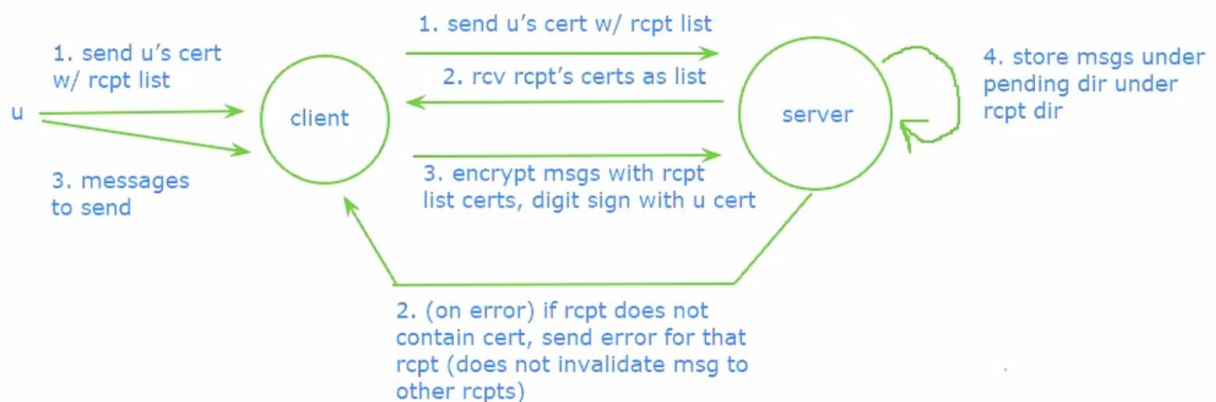 1. send u's cert
w/ rcpt list
u
3. messages
to send
client
1. send u's cert w/ rcpt list
2. rcv rcpt's certs as list
3. encrypt msgs with rcpt
list certs, digit sign with u cert
server
4. store msgs under
pending dir under
rcpt dir
2. (on error) if rcpt does not
contain cert, send error for that
rcpt (does not invalidate msg to
other rcpts)